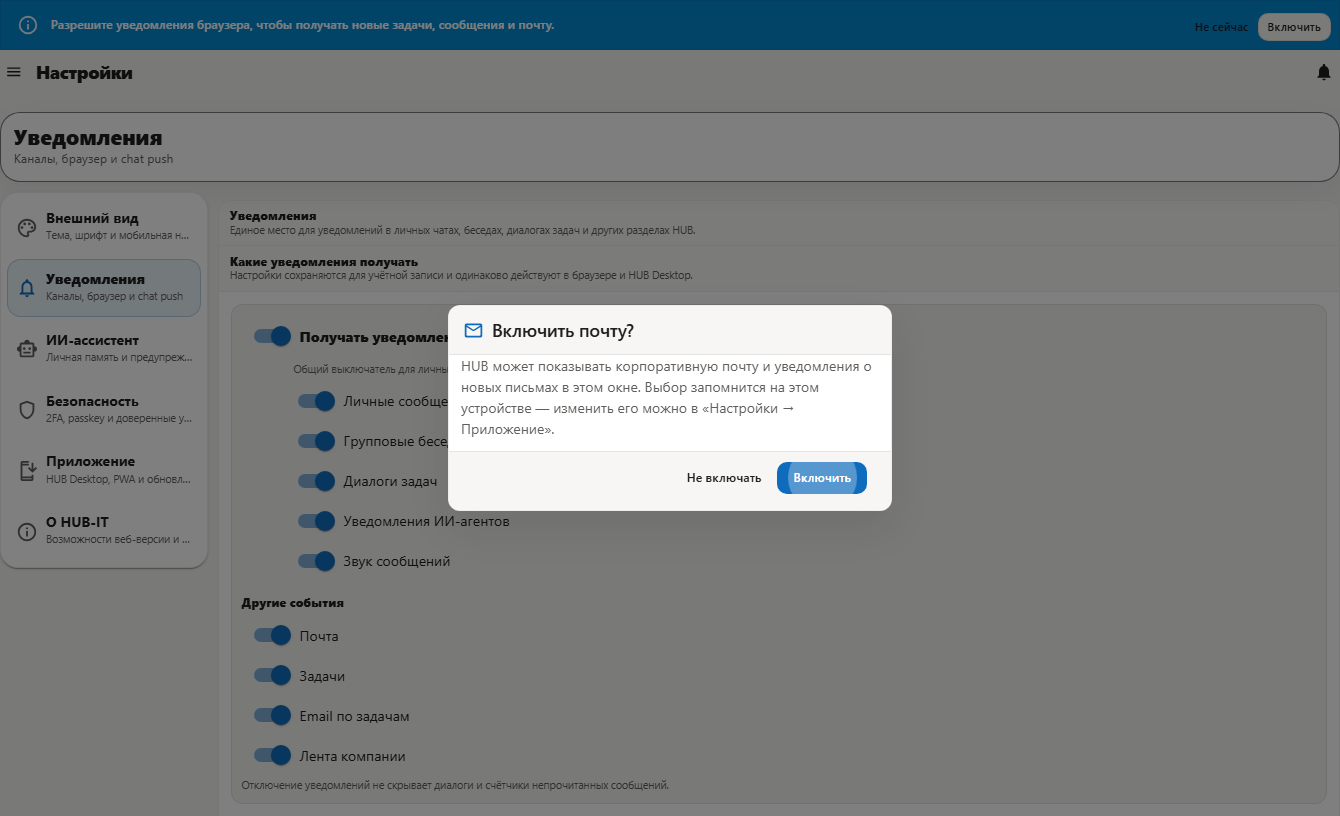 Разрешите уведомления браузера, чтобы получать новые задачи, сообщения и почту.
Не сейчас
Включить
Настройки
Уведомления
Каналы, браузер и chat push
Внешний вид
Тема, шрифт и мобильная н...
Уведомления
Каналы, браузер и chat push
ИИ-ассистент
Личная память и предупреж...
Безопасность
2FA, passkey и доверенные у...
Приложение
HUB Desktop, PWA и обновл...
О HUB-IT
Возможности веб-версии и ...
Уведомления
Единое место для уведомлений в личных чатах, беседах, диалогах задач и других разделах HUB.
Какие уведомления получать
Настройки сохраняются для учётной записи и одинаково действуют в браузере и HUB Desktop.
Получать уведомлен
Общий выключатель для личны
Личные сообще
Групповые бесе
Диалоги задач
Уведомления ИИ-агентов
Звук сообщений
Другие события
Почта
Задачи
Email по задачам
Лента компании
Отключение уведомлений не скрывает диалоги и счётчики непрочитанных сообщений.
Включить почту?
HUB может показывать корпоративную почту и уведомления о
новых письмах в этом окне. Выбор запомнится на этом
устройстве — изменить его можно в «Настройки →
Приложение».
Не включать
Включить